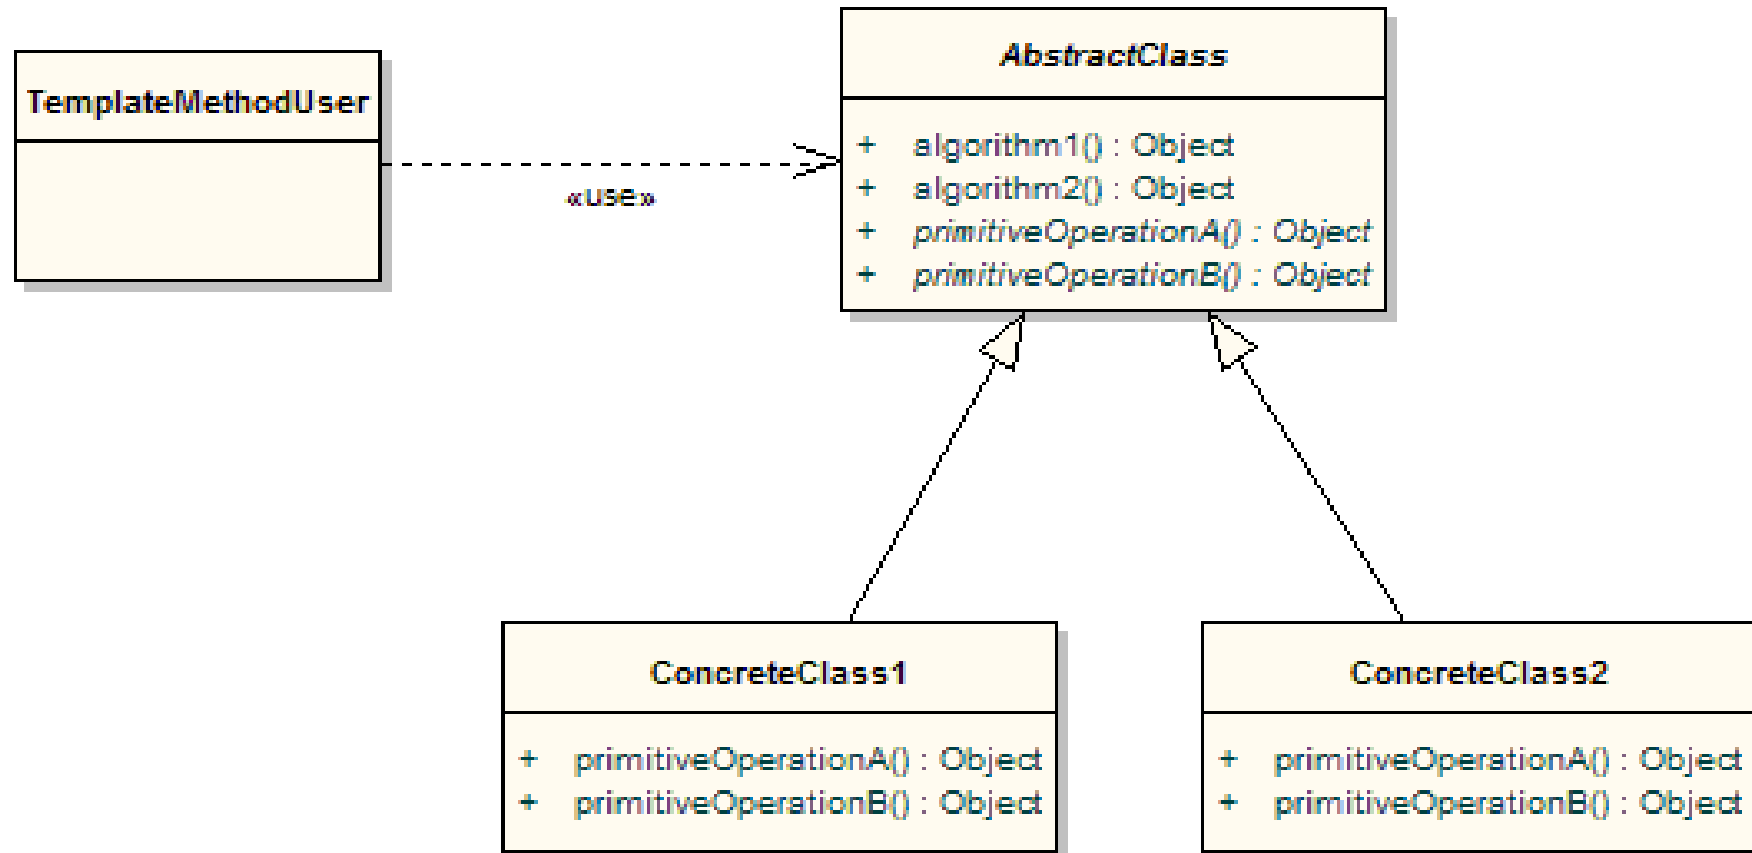 TemplateMethodUser
«use»
AbstractClass
+ algorithm1() : Object
+ algorithm2() : Object
+ primitiveOperationA() : Object
+ primitiveOperationB() : Object
ConcreteClass1
+ primitiveOperationA() : Object
+ primitiveOperationB() : Object
ConcreteClass2
+ primitiveOperationA() : Object
+ primitiveOperationB() : Object